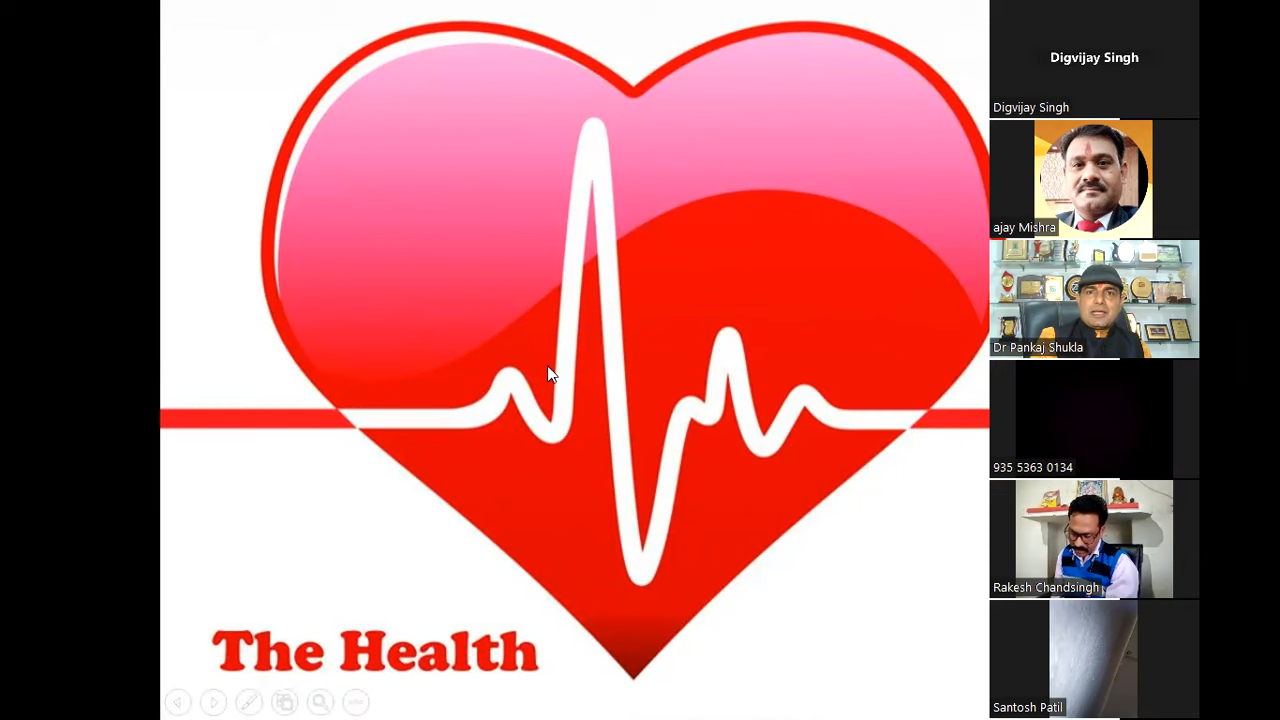 The Health
Digvijay Singh
Digvijay Singh
ajay Mishra
Dr Pankaj Shukla
935 5363 0134
Rakesh Chandsingh
Santosh Patil